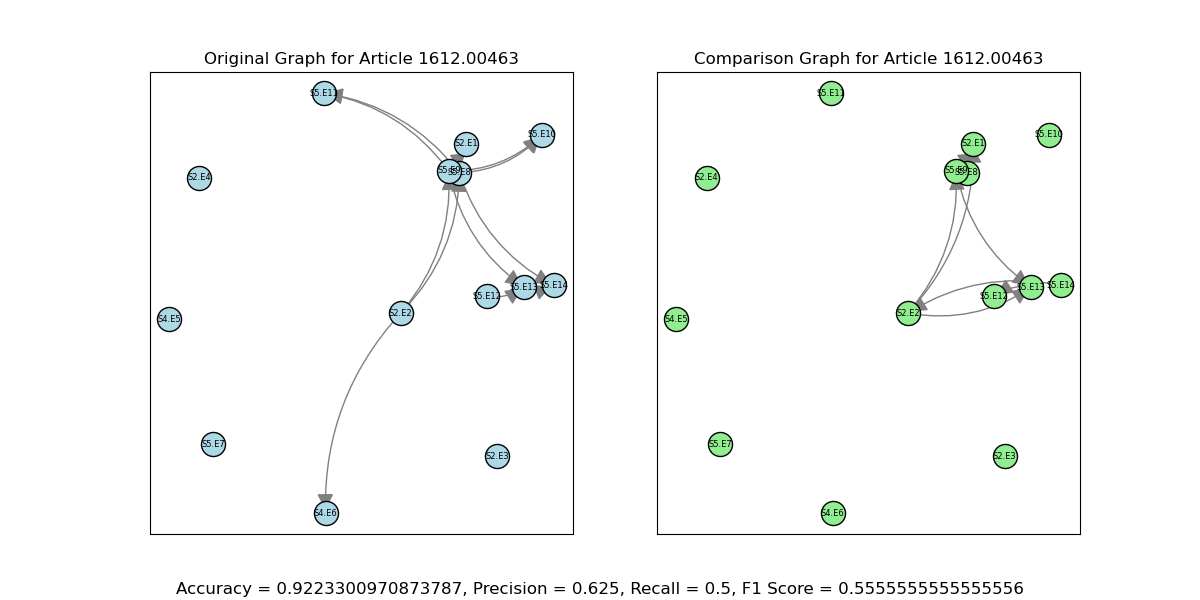 Original Graph for Article 1612.00463
S5.E11
S2.E1
S5.E10
S5.E9
S5.E8
S2.E4
S5.E12
S5.E13
S5.E14
S2.E2
S4.E5
S5.E7
S2.E3
S4.E6
Comparison Graph for Article 1612.00463
S5.E11
S2.E1
S5.E10
S5.E9
S5.E8
S2.E4
S5.E12
S5.E13
S5.E14
S2.E2
S4.E5
S5.E7
S2.E3
S4.E6
Accuracy = 0.9223300970873787, Precision = 0.625, Recall = 0.5, F1 Score = 0.5555555555555556